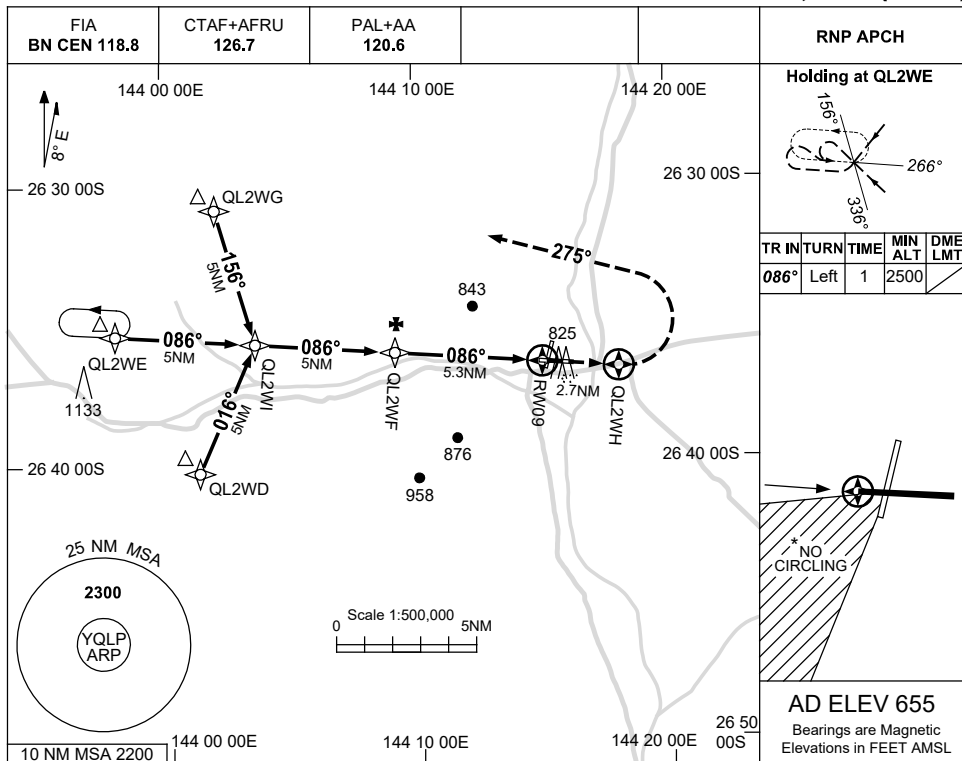 FIA
BN CEN 118.8
CTAF+AFRU
126.7
PAL+AA
120.6
RNP APCH
144 00 00E
144 10 00E
144 20 00E
8° E
26 30 00S
26 30 00S
QL2WG
156°
5NM
275°
843
825
QL2WE
086°
5NM
QL2WI
086°
5NM
QL2WF
086°
5.3NM
RW09
2.7NM
QL2WH
1133
016°
5NM
QL2WD
876
958
26 40 00S
26 40 00S
25 NM MSA
2300
YQLP
ARP
Scale 1:500,000
0
5NM
10 NM MSA 2200
144 00 00E
144 10 00E
144 20 00E
26 50
00S
Holding at QL2WE
156°
266°
336°
TR IN
TURN
TIME
MIN
ALT
DME
LMT
086°
Left
1
2500
*NO
CIRCLING
AD ELEV 655
Bearings are Magnetic
Elevations in FEET AMSL